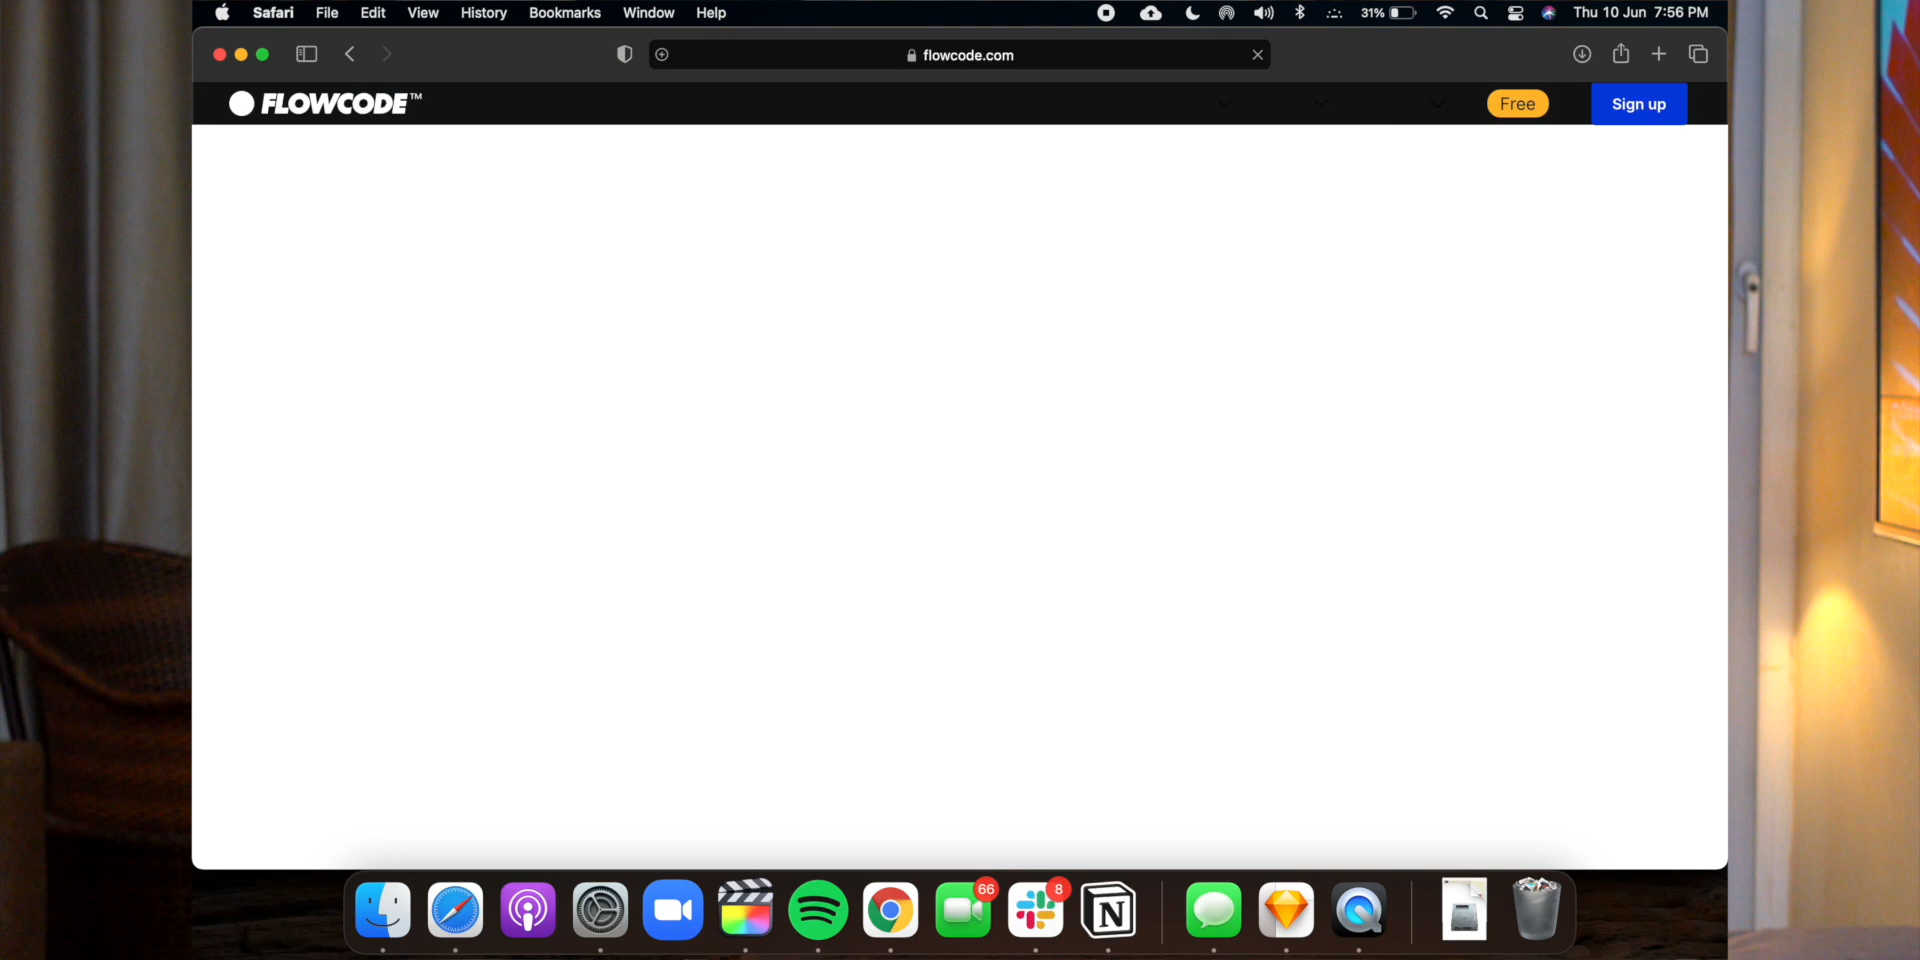 Safari File Edit View History Bookmarks Window Help 31% Thu 10 Jun 7:56 PM
flowcode.com
FLOWCODE™ Free Sign up
66 8
N